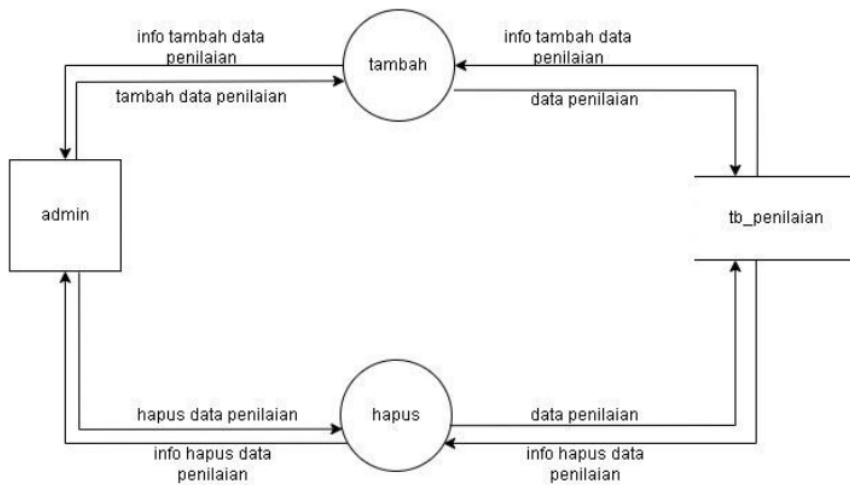 info tambah data
penilaian
tambah
info tambah data
penilaian
tambah data penilaian
data penilaian
admin
tb_penilaian
hapus data penilaian
hapus
data penilaian
info hapus data
penilaian
info hapus data
penilaian